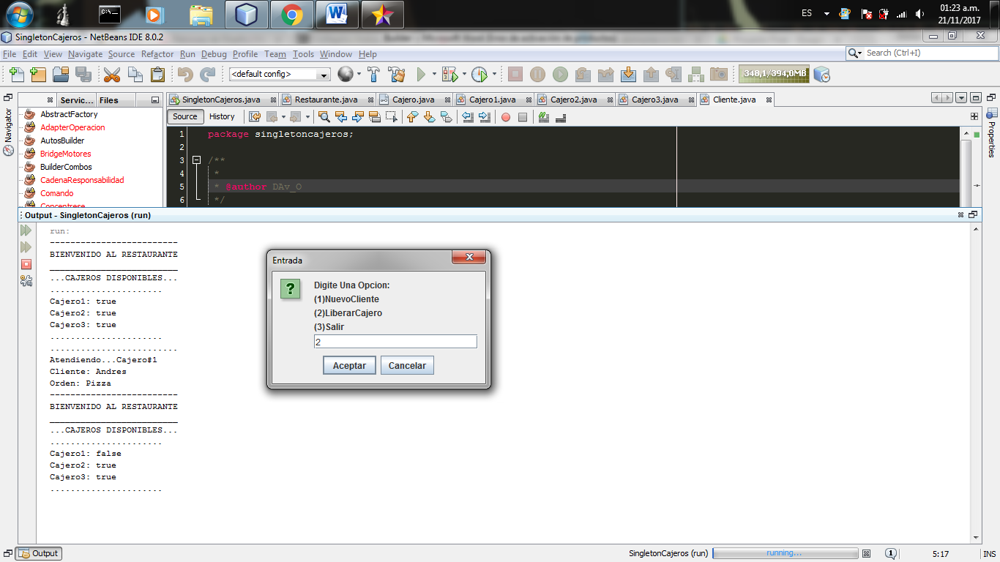 ES
01:23 a.m.
21/11/2017
SingletonCajeros - NetBeans IDE 8.0.2
File Edit View Navigate Source Refactor Run Debug Profile Team Tools Window Help
Search (Ctrl+I)
<default config>
348,1/394,0MB
Servic... Files
SingletonCajeros.java Restaurante.java Cajero.java Cajero1.java Cajero2.java Cajero3.java Cliente.java
Source History
Navigator
Properties
AbstractFactory
AdapterOperacion
AutosBuilder
BridgeMotores
BuilderCombos
CadenaResponsabilidad
Comando
Concentrese
1 package singletoncajeros;
2
3 /**
4 *
5 * @author DAv_O
6 */
Output - SingletonCajeros (run)
run:
-------------------------
BIENVENIDO AL RESTAURANTE
_________________________
...CAJEROS DISPONIBLES...
......................
Cajero1: true
Cajero2: true
Cajero3: true
......................
-------------------------
Atendiendo...Cajero#1
Cliente: Andres
Orden: Pizza
-------------------------
BIENVENIDO AL RESTAURANTE
_________________________
...CAJEROS DISPONIBLES...
......................
Cajero1: false
Cajero2: true
Cajero3: true
......................
Entrada
Digite Una Opcion:
(1)NuevoCliente
(2)LiberarCajero
(3)Salir
2
Aceptar Cancelar
Output
SingletonCajeros (run) running... 1 5:17 INS